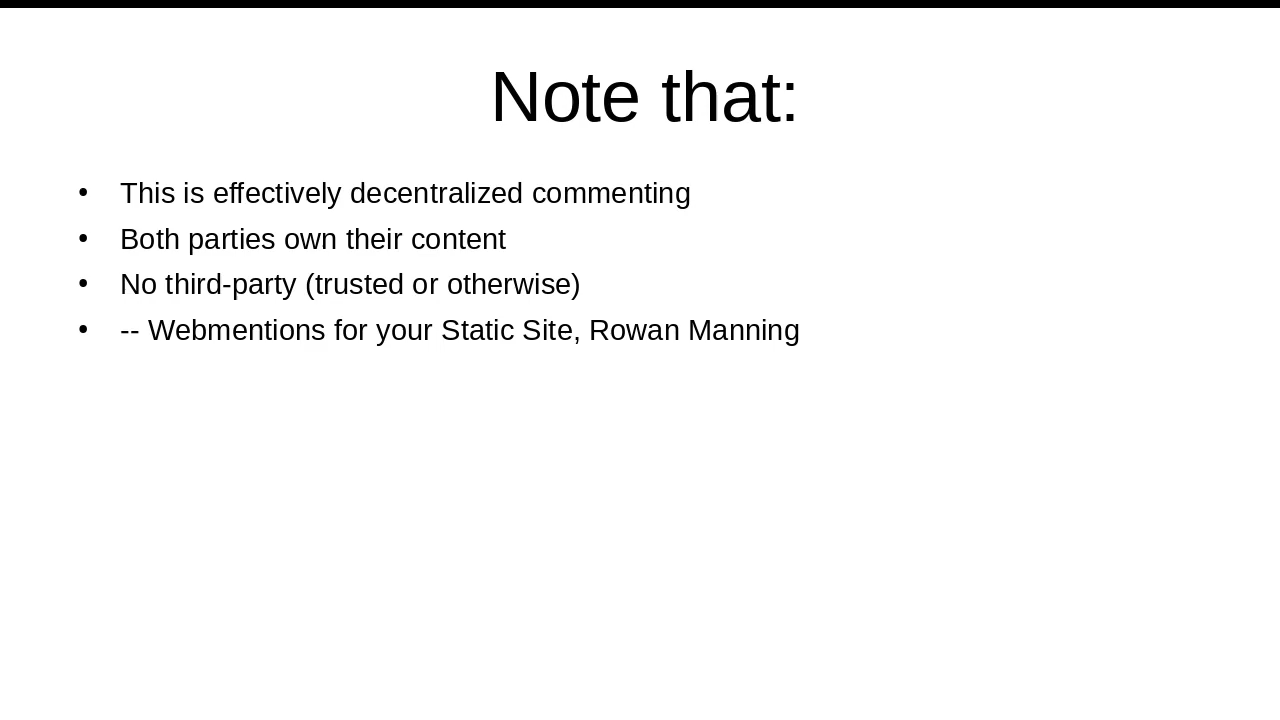 Note that:
• This is effectively decentralized commenting
• Both parties own their content
• No third-party (trusted or otherwise)
• -- Webmentions for your Static Site, Rowan Manning